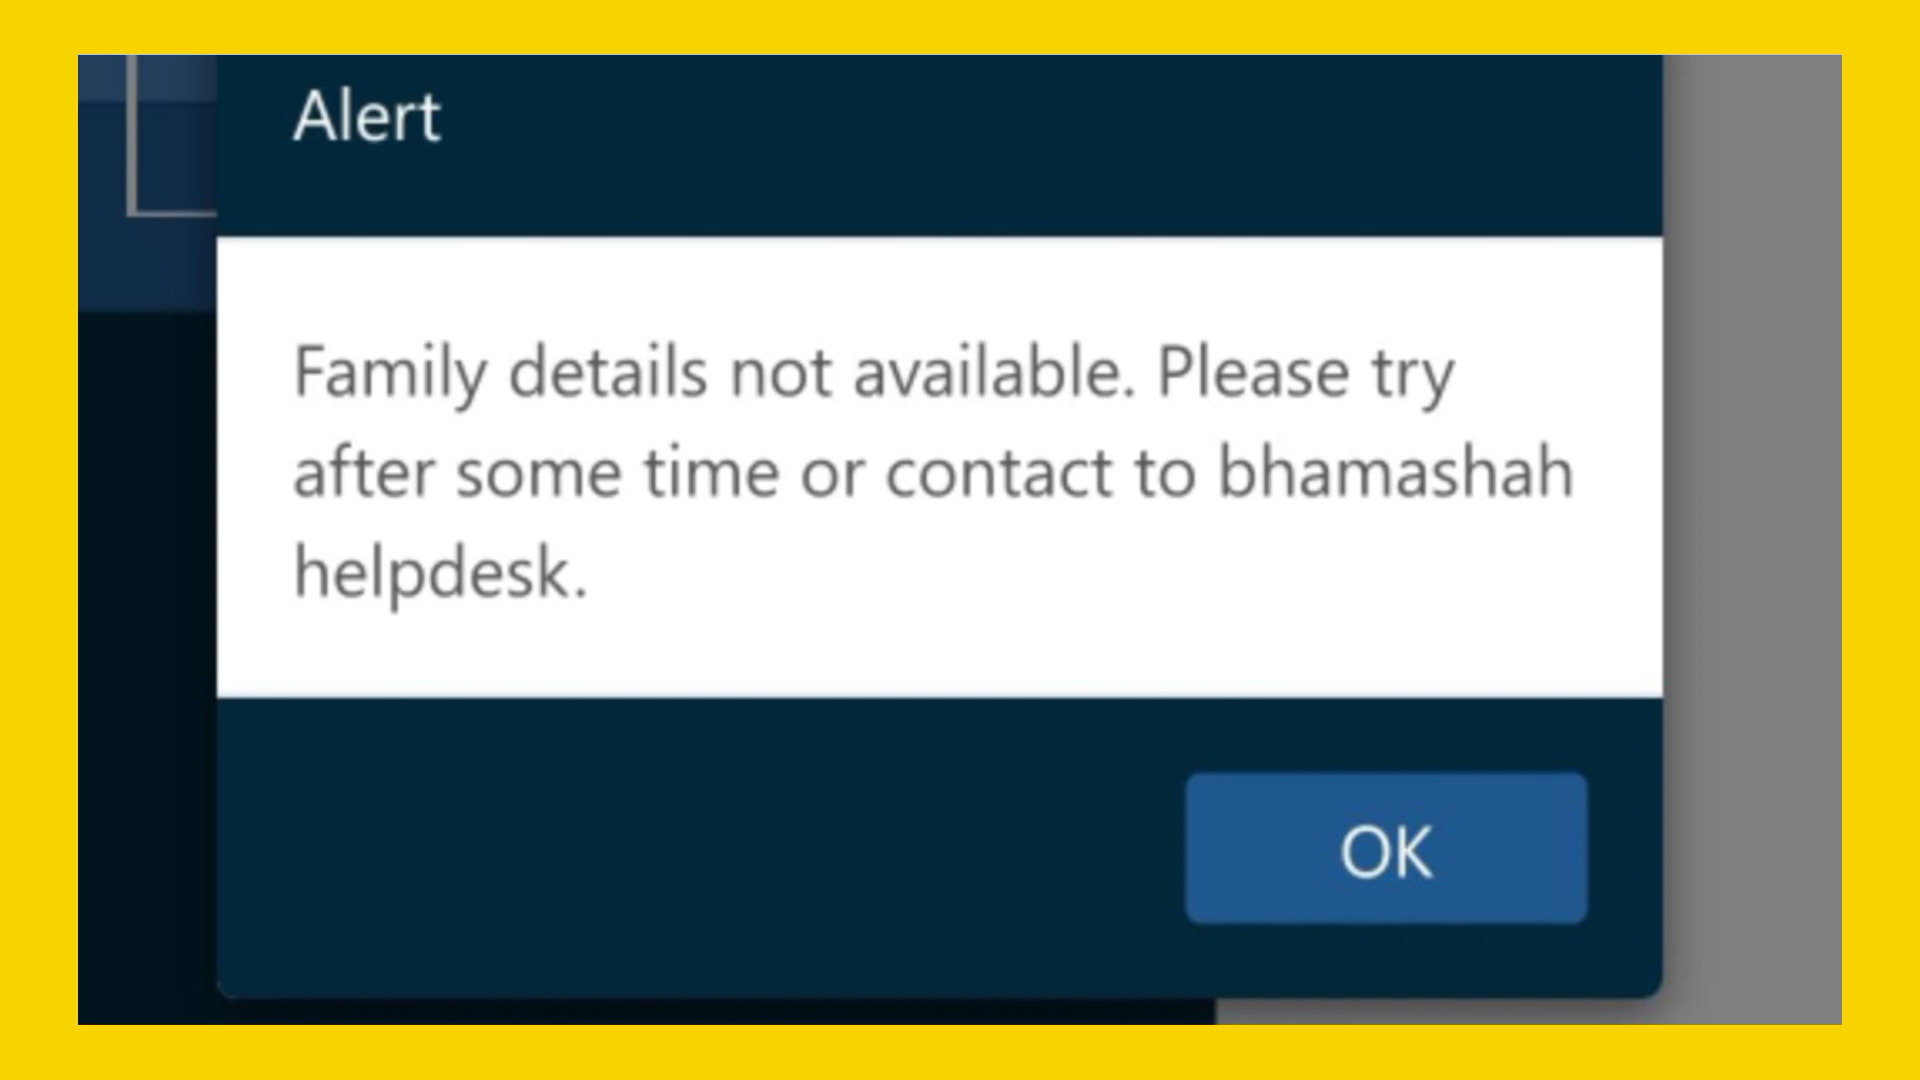 Alert
Family details not available. Please try
after some time or contact to bhamashah
helpdesk.
OK